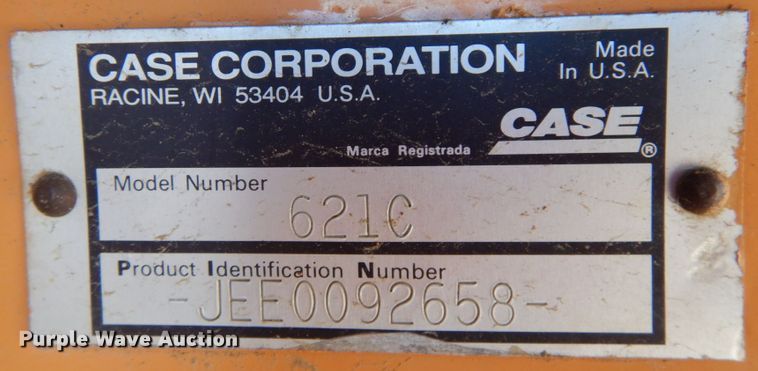 CASE CORPORATION
RACINE, WI 53404 U.S.A.
Made
In U.S.A.
CASE
Marca Registrada ®
Model Number
621C
Product Identification Number
-JEE0092658-
Purple Wave Auction